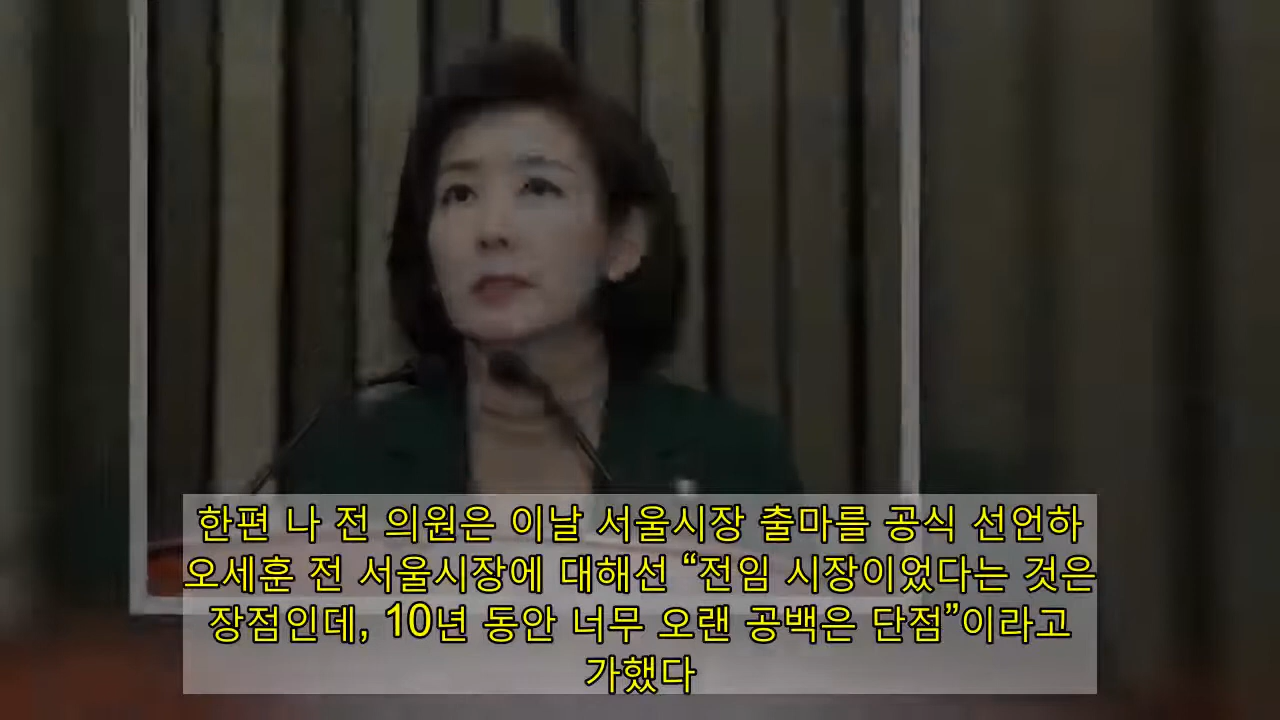 한편 나 전 의원은 이날 서울시장 출마를 공식 선언하
오세훈 전 서울시장에 대해선 “전임 시장이었다는 것은
장점인데, 10년 동안 너무 오랜 공백은 단점”이라고
가했다